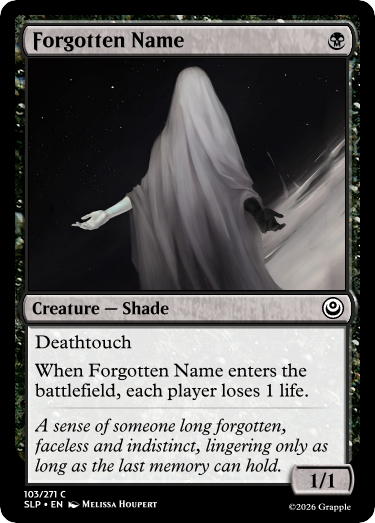 Forgotten Name
Creature — Shade
Deathtouch
When Forgotten Name enters the
battlefield, each player loses 1 life.
A sense of someone long forgotten,
faceless and indistinct, lingering only as
long as the last memory can hold.
1/1
103/271 C
SLP • EN Melissa Houpert
©2026 Grapple